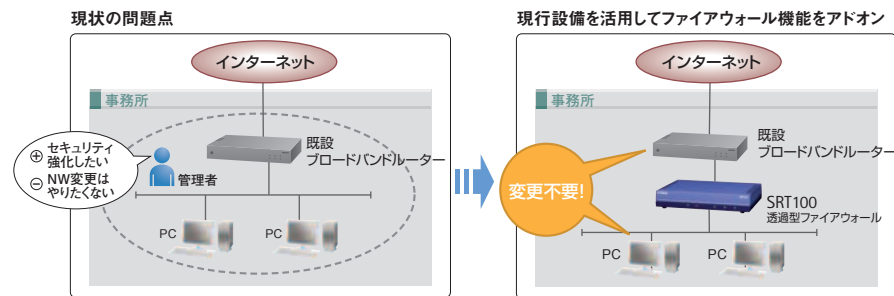 現状の問題点
インターネット
事務所
⊕ セキュリティ
強化したい
⊖ NW変更は
やりたくない
管理者
既設
ブロードバンドルーター
PC
PC
現行設備を活用してファイアウォール機能をアドオン
インターネット
事務所
既設
ブロードバンドルーター
変更不要!
SRT100
透過型ファイアウォール
PC
PC